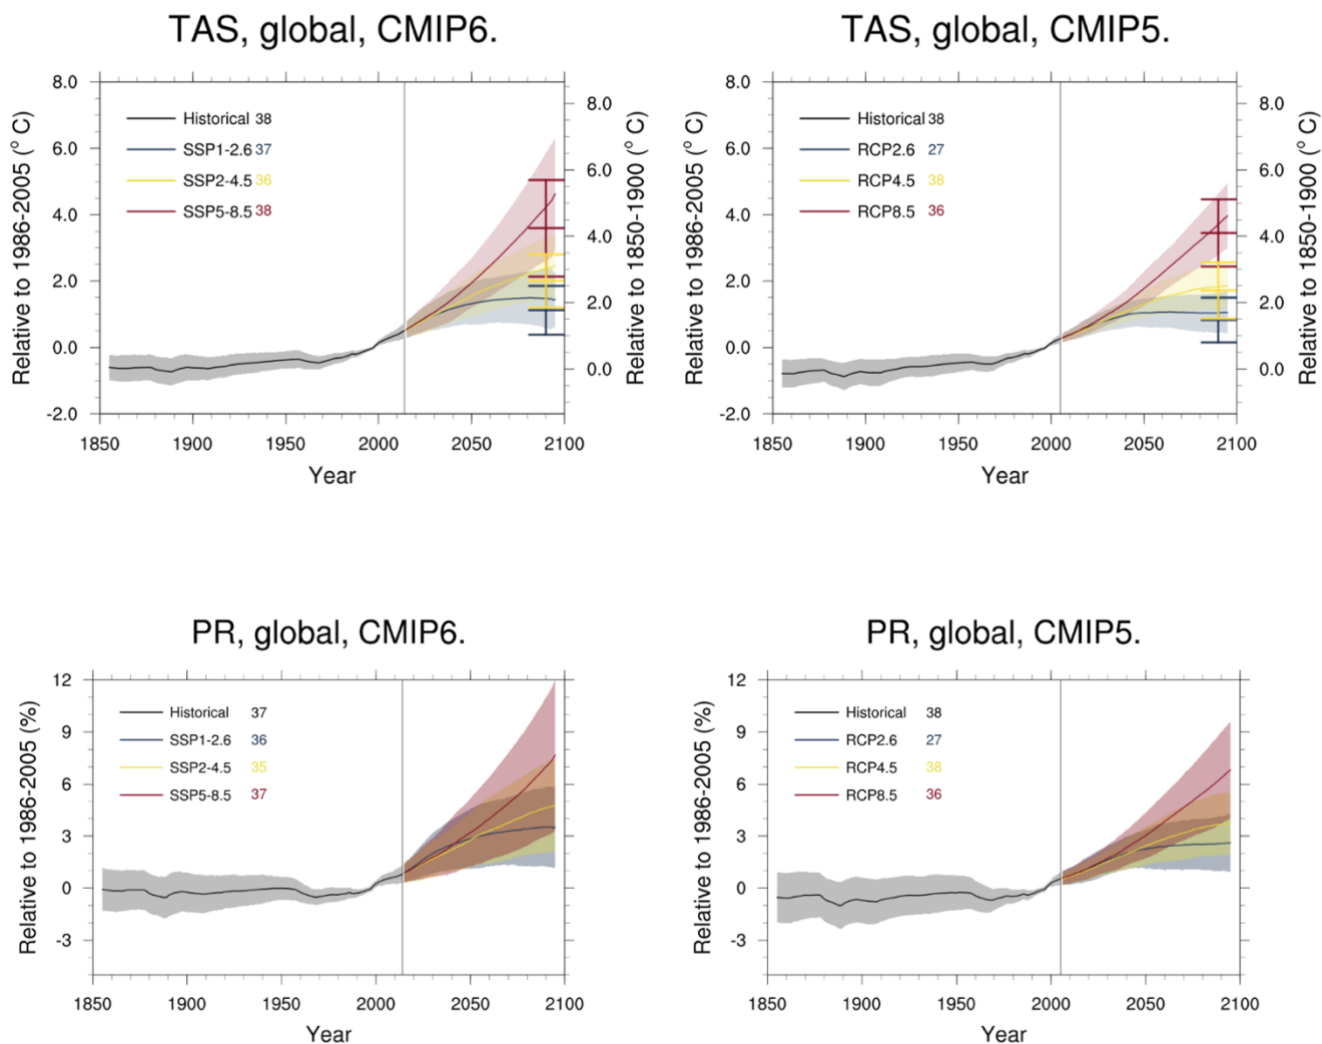 TAS, global, CMIP6.
8.0
6.0
4.0
2.0
0.0
-2.0
Relative to 1986-2005 (° C)
Historical 38
SSP1-2.6 37
SSP2-4.5 36
SSP5-8.5 38
8.0
6.0
4.0
2.0
0.0
Relative to 1850-1900 (° C)
1850 1900 1950 2000 2050 2100
Year
TAS, global, CMIP5.
8.0
6.0
4.0
2.0
0.0
-2.0
Relative to 1986-2005 (° C)
Historical 38
RCP2.6 27
RCP4.5 38
RCP8.5 36
8.0
6.0
4.0
2.0
0.0
Relative to 1850-1900 (° C)
1850 1900 1950 2000 2050 2100
Year
PR, global, CMIP6.
12
9
6
3
0
-3
Relative to 1986-2005 (%)
Historical 37
SSP1-2.6 36
SSP2-4.5 35
SSP5-8.5 37
1850 1900 1950 2000 2050 2100
Year
PR, global, CMIP5.
12
9
6
3
0
-3
Relative to 1986-2005 (%)
Historical 38
RCP2.6 27
RCP4.5 38
RCP8.5 36
1850 1900 1950 2000 2050 2100
Year